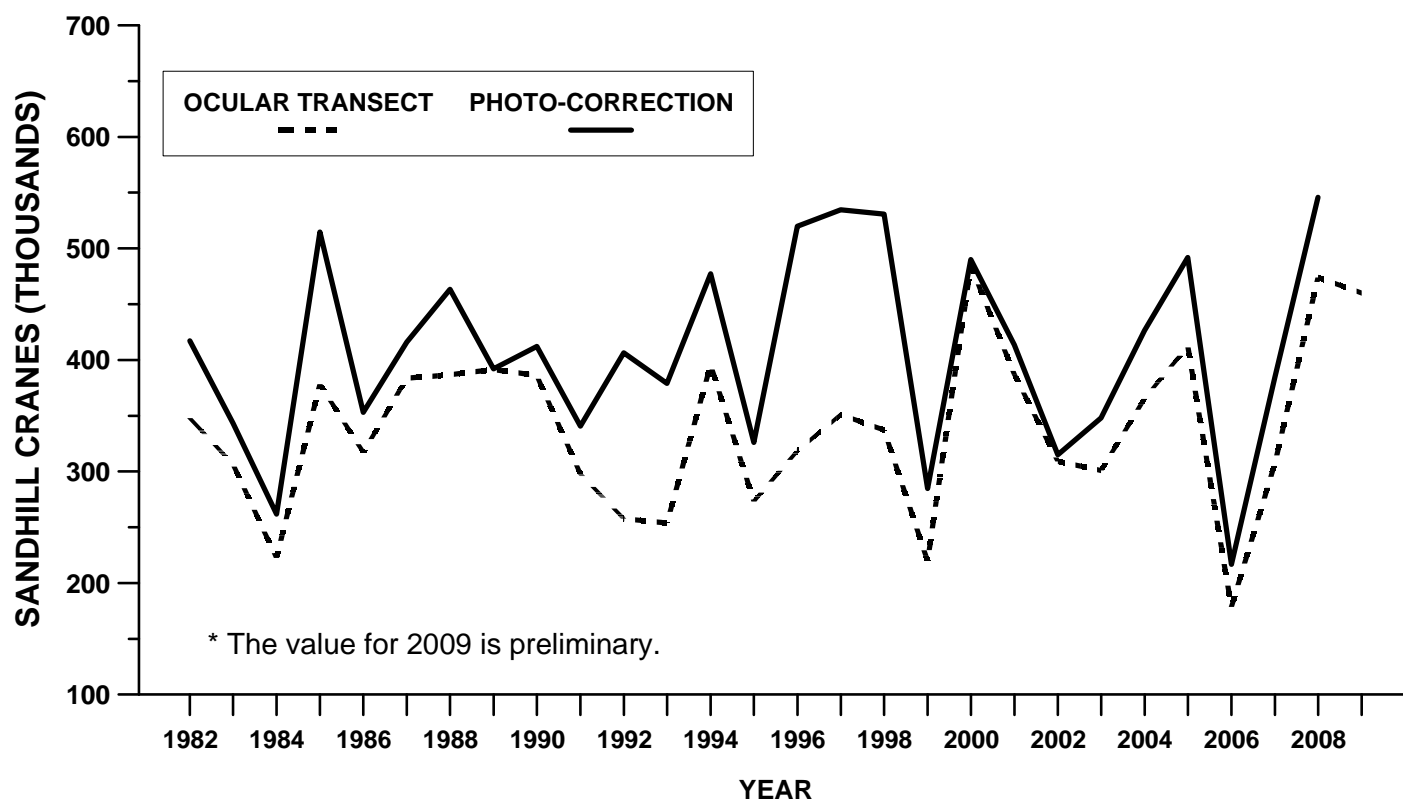 700
600
500
400
300
200
100
SANDHILL CRANES (THOUSANDS)
OCULAR TRANSECT PHOTO-CORRECTION
* The value for 2009 is preliminary.
1982 1984 1986 1988 1990 1992 1994 1996 1998 2000 2002 2004 2006 2008
YEAR